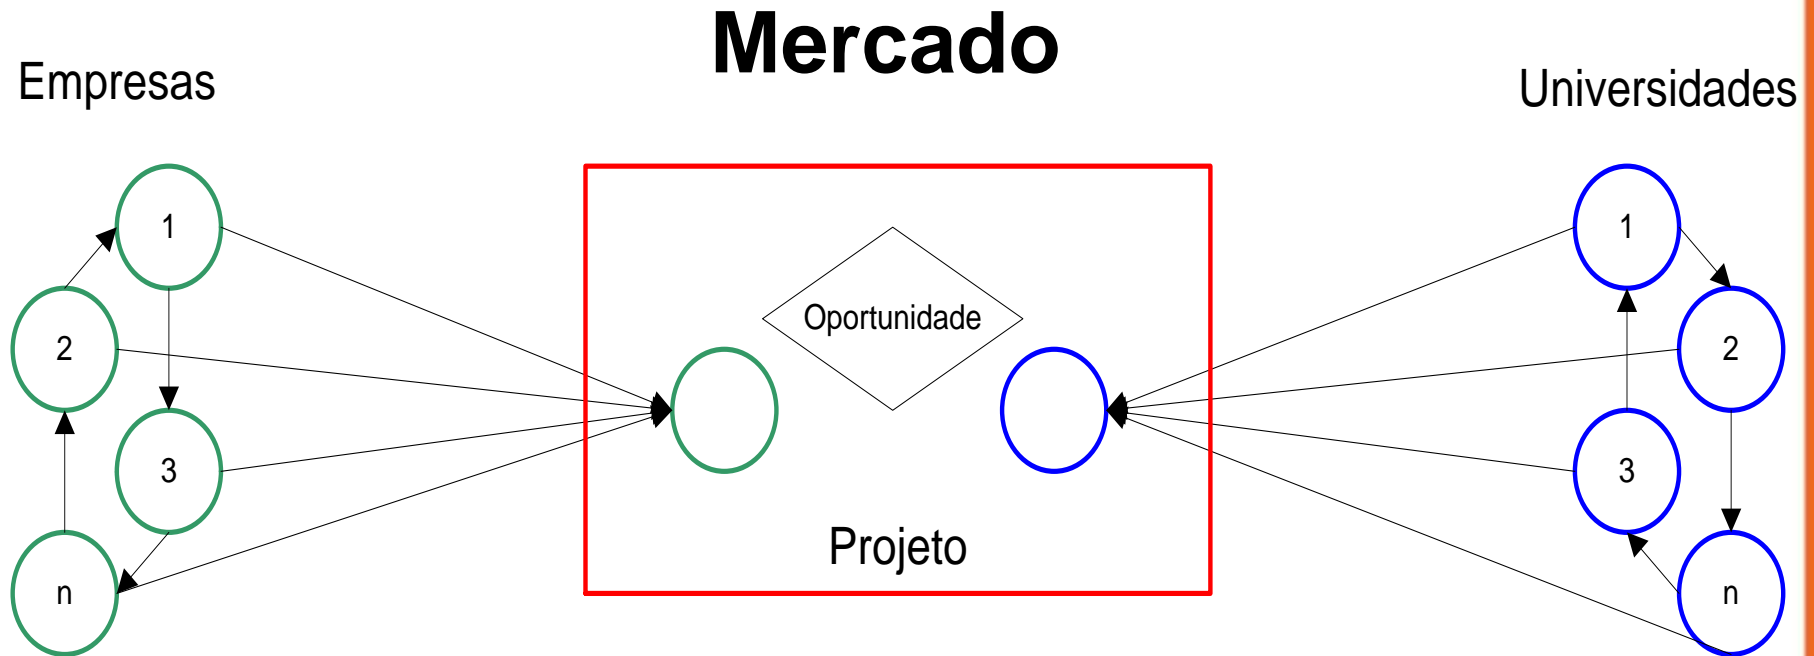 Mercado
Empresas
Universidades
1
1
Oportunidade
2
2
3
3
Projeto
n
n